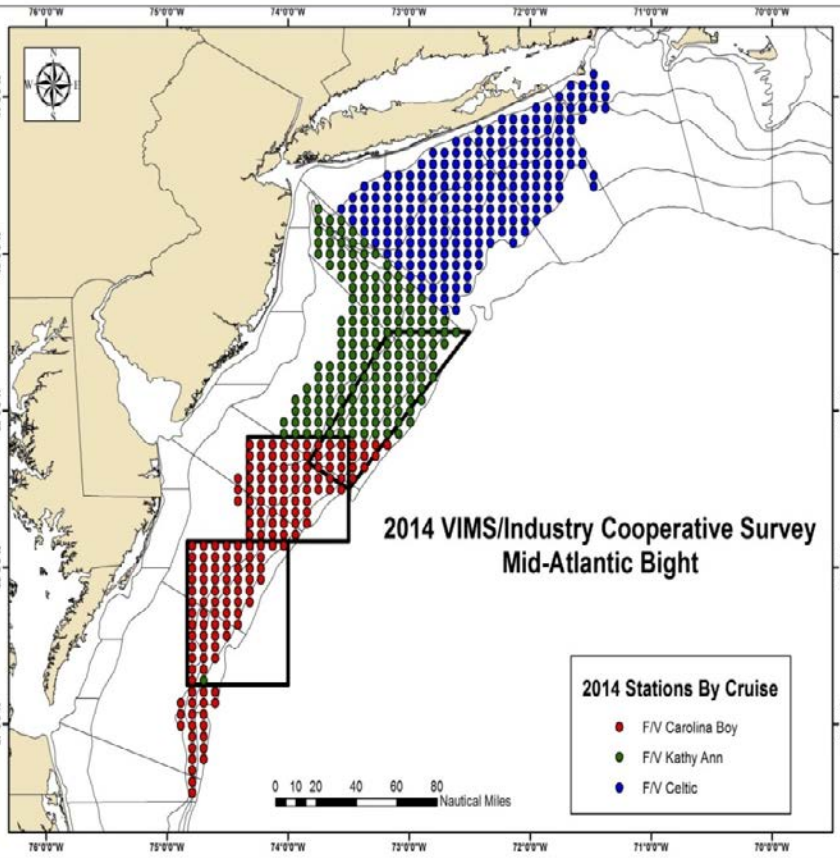 76°0'0"W 75°0'0"W 74°0'0"W 73°0'0"W 72°0'0"W 71°0'0"W 70°0'0"W
N
W E
S
2014 VIMS/Industry Cooperative Survey
Mid-Atlantic Bight
2014 Stations By Cruise
F/V Carolina Boy
F/V Kathy Ann
F/V Celtic
0 10 20 40 60 80
Nautical Miles
76°0'0"W 75°0'0"W 74°0'0"W 73°0'0"W 72°0'0"W 71°0'0"W 70°0'0"W